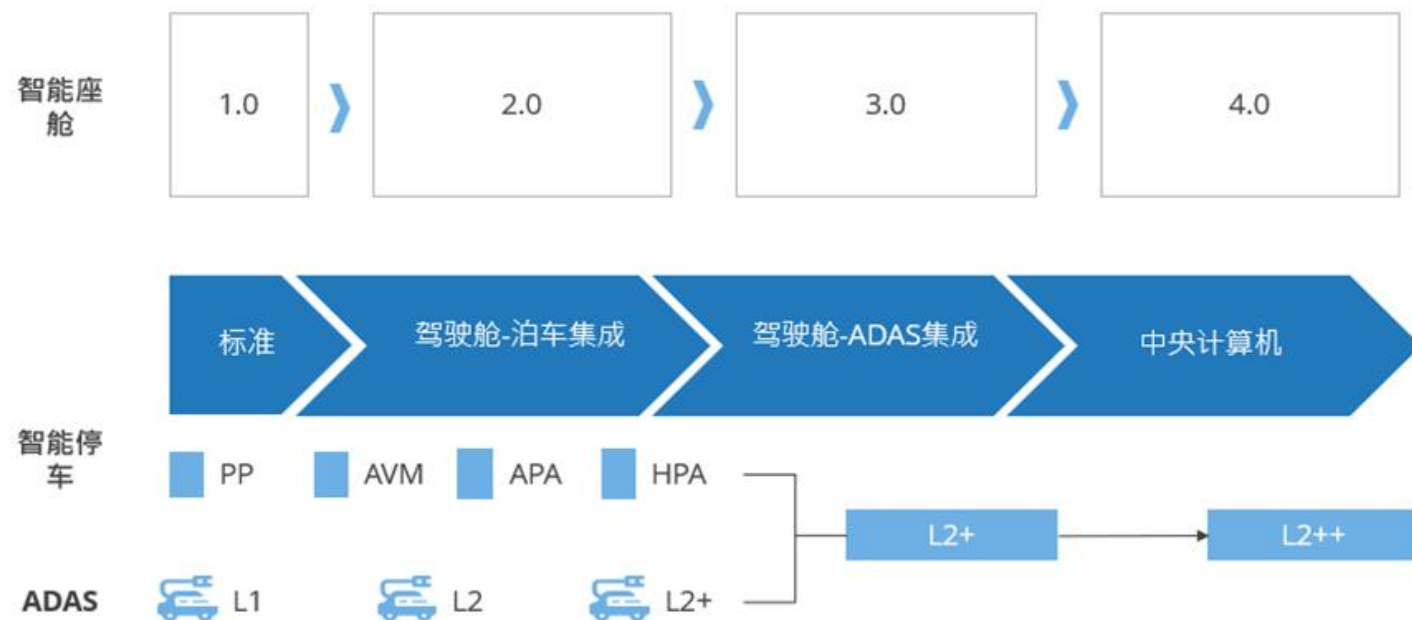 智能座
舱
1.0
2.0
3.0
4.0
标准
驾驶舱-泊车集成
驾驶舱-ADAS集成
中央计算机
智能停
车
PP
AVM
APA
HPA
L2+
L2++
ADAS
L1
L2
L2+